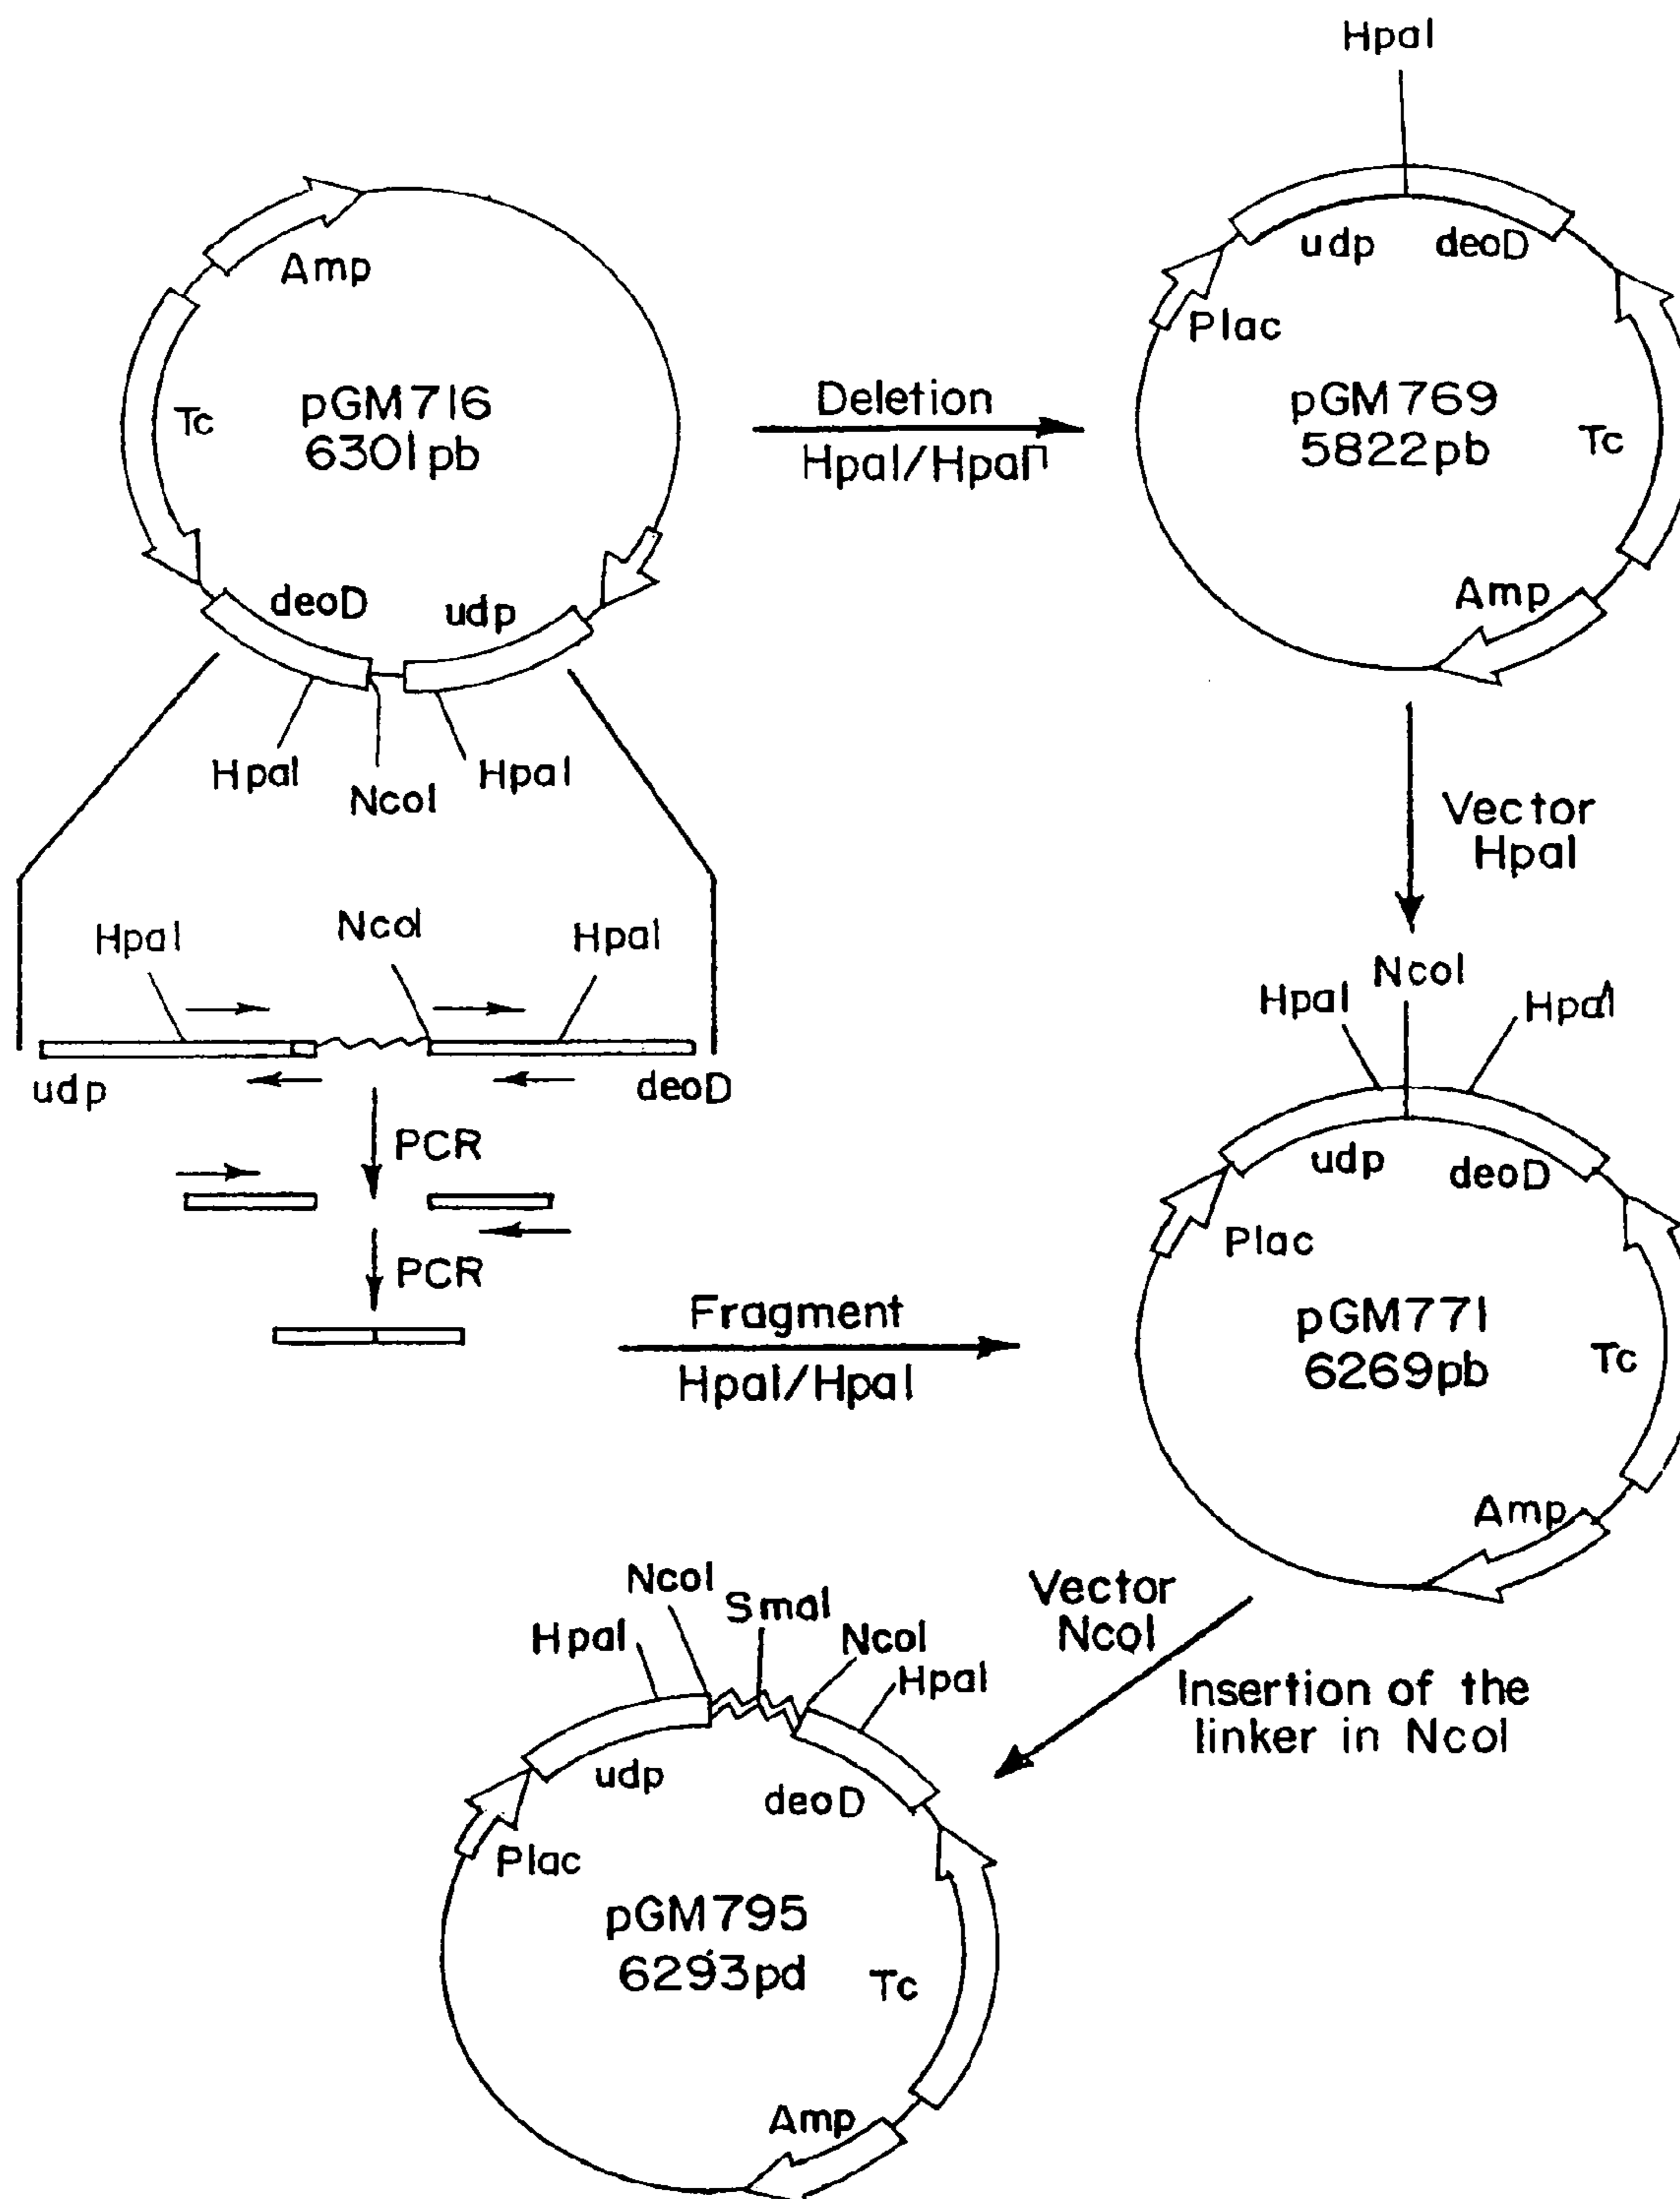 HpaI
Amp
Tc
pGM716
6301pb
deoD
udp
HpaI
NcoI
HpaI
Deletion
HpaI/HpaI
udp
deoD
Plac
pGM769
5822pb
Tc
Amp
Vector
HpaI
HpaI
NcoI
HpaI
udp
deoD
PCR
PCR
Fragment
HpaI/HpaI
HpaI
NcoI
HpaI
udp
deoD
Plac
pGM771
6269pb
Tc
Amp
Vector
NcoI
Insertion of the
linker in NcoI
HpaI
NcoI
SmaI
NcoI
HpaI
udp
deoD
Plac
pGM795
6293pd
Tc
Amp